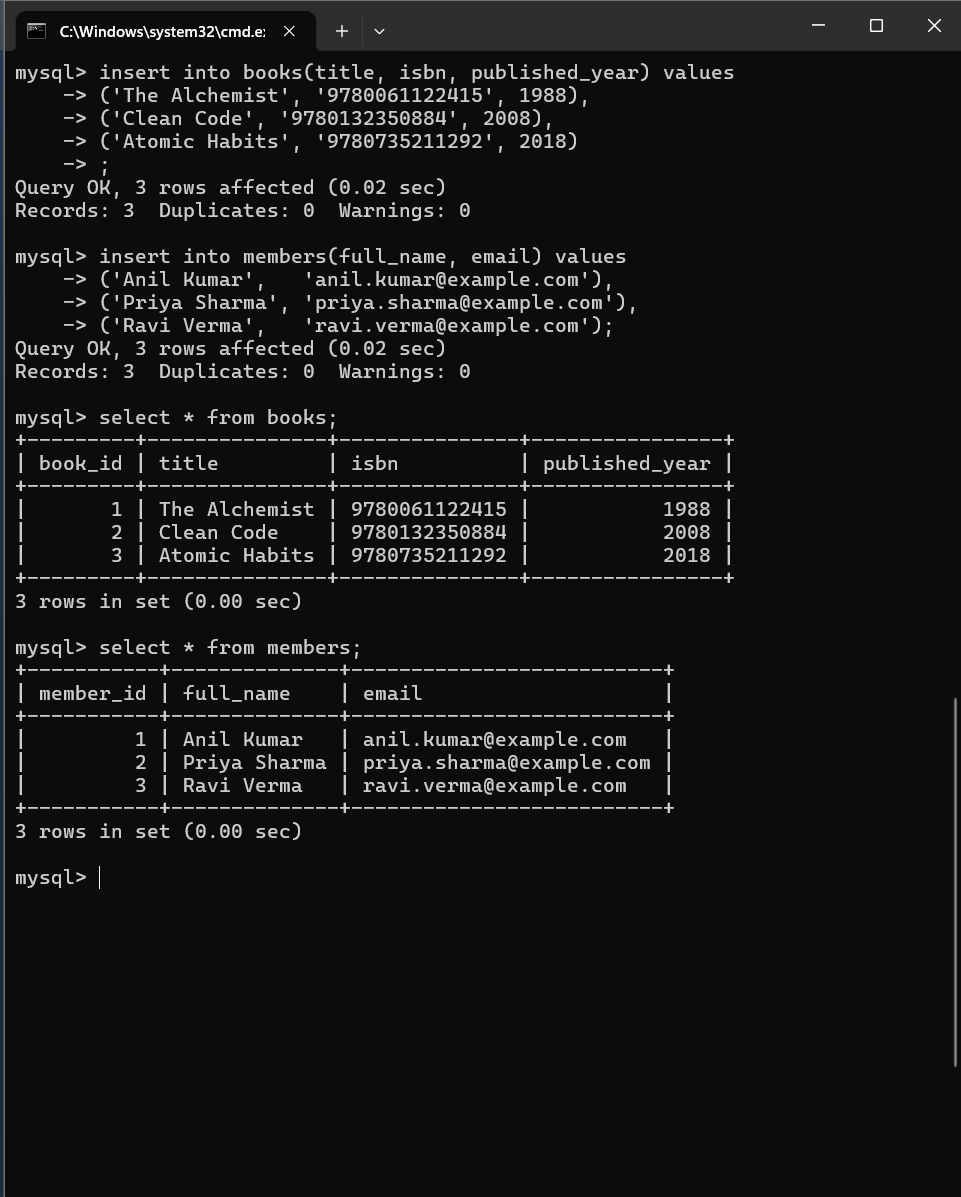 C:\Windows\system32\cmd.e
mysql> insert into books(title, isbn, published_year) values
    -> ('The Alchemist', '9780061122415', 1988),
    -> ('Clean Code', '9780132350884', 2008),
    -> ('Atomic Habits', '9780735211292', 2018)
    -> ;
Query OK, 3 rows affected (0.02 sec)
Records: 3  Duplicates: 0  Warnings: 0
mysql> insert into members(full_name, email) values
    -> ('Anil Kumar',   'anil.kumar@example.com'),
    -> ('Priya Sharma', 'priya.sharma@example.com'),
    -> ('Ravi Verma',   'ravi.verma@example.com');
Query OK, 3 rows affected (0.02 sec)
Records: 3  Duplicates: 0  Warnings: 0
mysql> select * from books;
+---------+---------------+---------------+----------------+
| book_id | title         | isbn          | published_year |
+---------+---------------+---------------+----------------+
|       1 | The Alchemist | 9780061122415 |           1988 |
|       2 | Clean Code    | 9780132350884 |           2008 |
|       3 | Atomic Habits | 9780735211292 |           2018 |
+---------+---------------+---------------+----------------+
3 rows in set (0.00 sec)
mysql> select * from members;
+-----------+--------------+--------------------------+
| member_id | full_name    | email                    |
+-----------+--------------+--------------------------+
|         1 | Anil Kumar   | anil.kumar@example.com   |
|         2 | Priya Sharma | priya.sharma@example.com |
|         3 | Ravi Verma   | ravi.verma@example.com   |
+-----------+--------------+--------------------------+
3 rows in set (0.00 sec)
mysql>